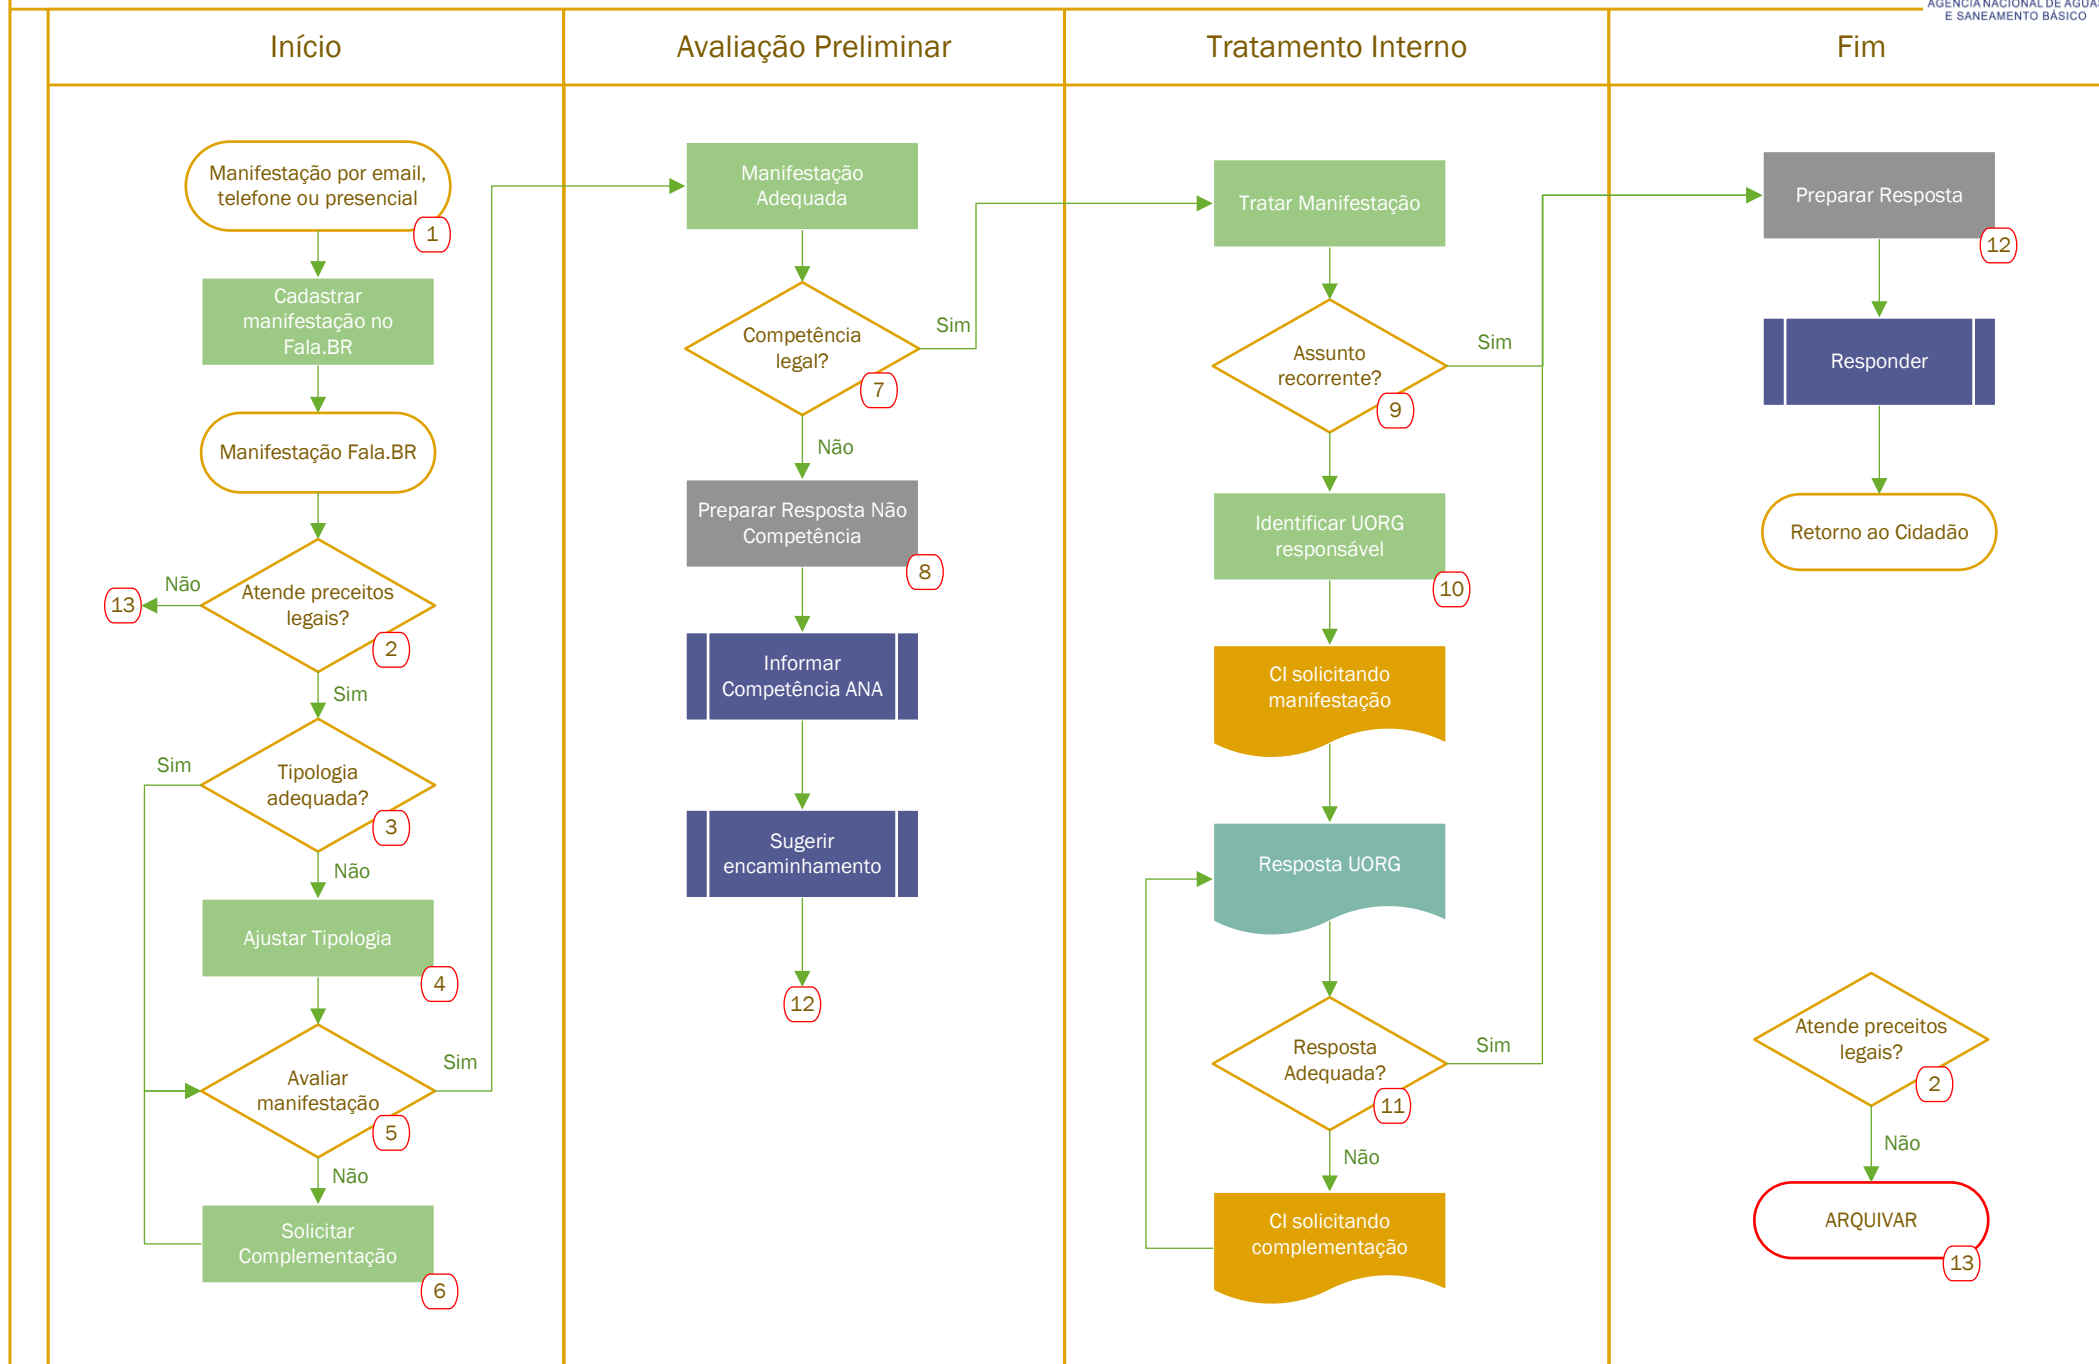 AGÊNCIA NACIONAL DE ÁGUAS
E SANEAMENTO BÁSICO
Início
Avaliação Preliminar
Tratamento Interno
Fim
Manifestação por email,
telefone ou presencial
1
Cadastrar
manifestação no
Fala.BR
Manifestação Fala.BR
Atende preceitos
legais?
2
Não
13
Sim
Tipologia
adequada?
3
Sim
Não
Ajustar Tipologia
4
Avaliar
manifestação
5
Sim
Não
Solicitar
Complementação
6
Manifestação
Adequada
Competência
legal?
7
Sim
Não
Preparar Resposta Não
Competência
8
Informar
Competência ANA
Sugerir
encaminhamento
12
Tratar Manifestação
Assunto
recorrente?
9
Sim
Identificar UORG
responsável
10
CI solicitando
manifestação
Resposta UORG
Resposta
Adequada?
11
Sim
Não
CI solicitando
complementação
Preparar Resposta
12
Responder
Retorno ao Cidadão
Atende preceitos
legais?
2
Não
ARQUIVAR
13